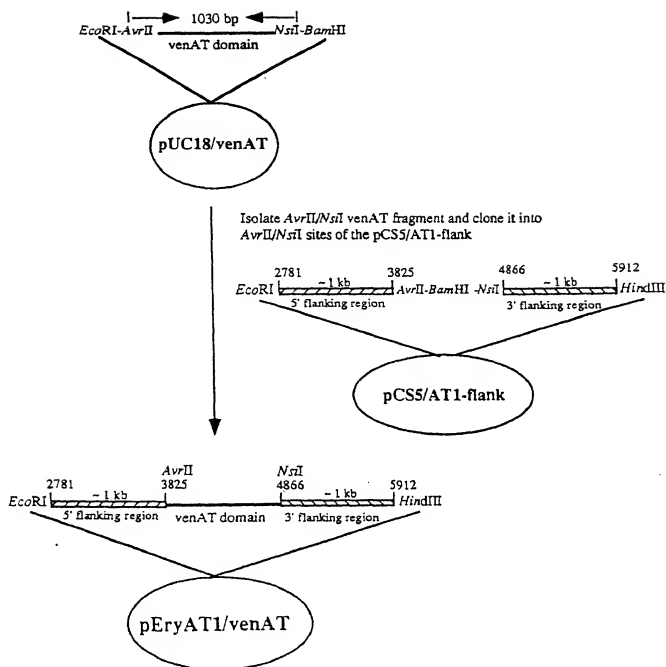 1030 bp
EcoRI-AvrII NsiI-BamHI
venAT domain
pUC18/venAT
Isolate AvrII/NsiI venAT fragment and clone it into
AvrII/NsiI sites of the pCS5/AT1-flank
2781 3825 4866 5912
~1 kb ~1 kb
EcoRI AvrII-BamHI -NsiI HindIII
5' flanking region 3' flanking region
pCS5/AT1-flank
AvrII NsiI
2781 3825 4866 5912
~1 kb ~1 kb
EcoRI HindIII
5' flanking region venAT domain 3' flanking region
pEryAT1/venAT